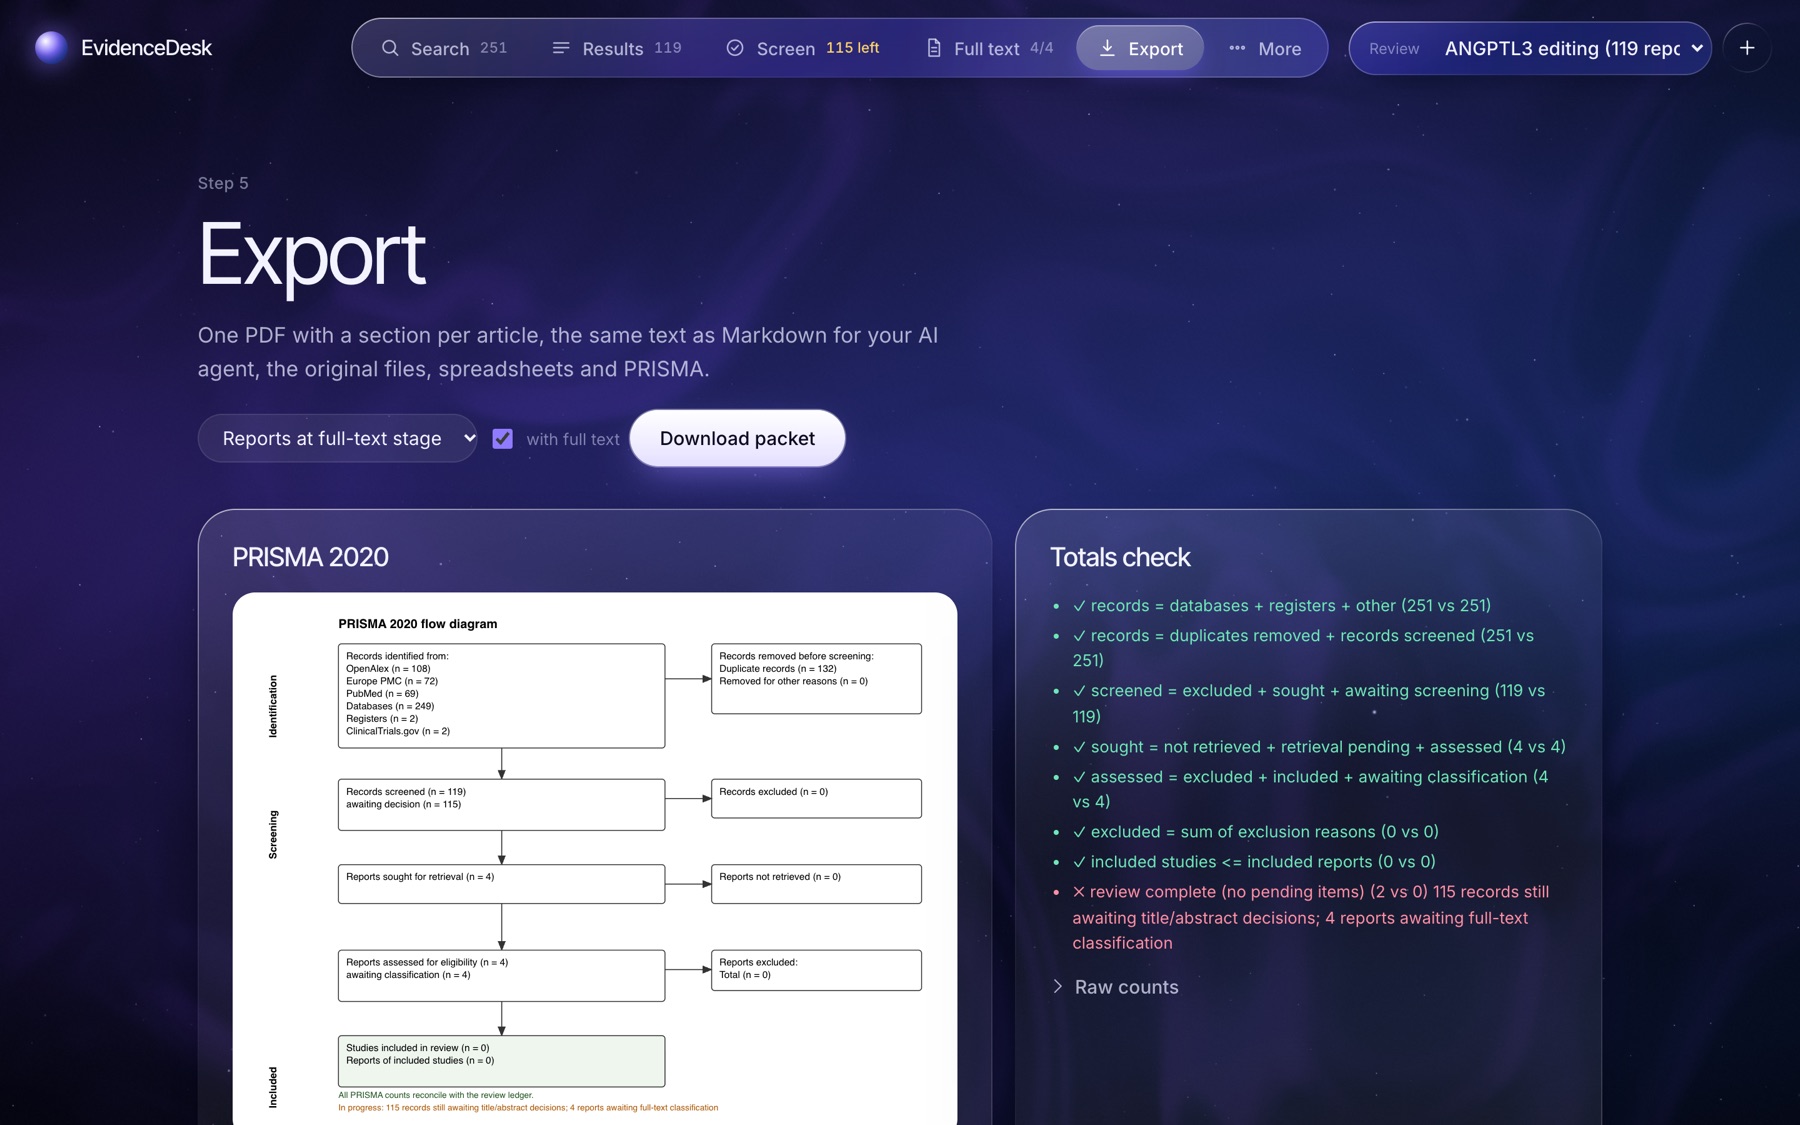 EvidenceDesk
Search 251
Results 119
Screen 115 left
Full text 4/4
Export
More
Review ANGPTL3 editing (119 repc
Step 5
Export
One PDF with a section per article, the same text as Markdown for your AI
agent, the original files, spreadsheets and PRISMA.
Reports at full-text stage
with full text
Download packet
PRISMA 2020
PRISMA 2020 flow diagram
Identification
Records identified from:
OpenAlex (n = 108)
Europe PMC (n = 72)
PubMed (n = 69)
Databases (n = 249)
Registers (n = 2)
ClinicalTrials.gov (n = 2)
Records removed before screening:
Duplicate records (n = 132)
Removed for other reasons (n = 0)
Screening
Records screened (n = 119)
awaiting decision (n = 115)
Records excluded (n = 0)
Reports sought for retrieval (n = 4)
Reports not retrieved (n = 0)
Reports assessed for eligibility (n = 4)
awaiting classification (n = 4)
Reports excluded:
Total (n = 0)
Included
Studies included in review (n = 0)
Reports of included studies (n = 0)
All PRISMA counts reconcile with the review ledger.
In progress: 115 records still awaiting title/abstract decisions; 4 reports awaiting full-text classification
Totals check
• ✓ records = databases + registers + other (251 vs 251)
• ✓ records = duplicates removed + records screened (251 vs
251)
• ✓ screened = excluded + sought + awaiting screening (119 vs
119)
• ✓ sought = not retrieved + retrieval pending + assessed (4 vs 4)
• ✓ assessed = excluded + included + awaiting classification (4
vs 4)
• ✓ excluded = sum of exclusion reasons (0 vs 0)
• ✓ included studies <= included reports (0 vs 0)
• ✕ review complete (no pending items) (2 vs 0) 115 records still
awaiting title/abstract decisions; 4 reports awaiting full-text
classification
Raw counts